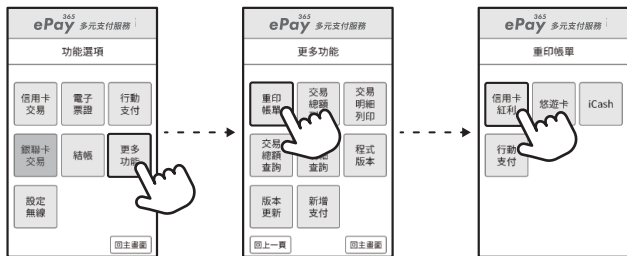 365
ePay 多元支付服務
功能選項
信用卡
交易
電子
票證
行動
支付
銀聯卡
交易
結帳
更多
功能
設定
無線
回主畫面
365
ePay 多元支付服務
更多功能
重印
帳單
交易
總額
交易
明細
列印
交易
總額
查詢
查詢
程式
版本
版本
更新
新增
支付
回上一頁
回主畫面
365
ePay 多元支付服務
重印帳單
信用卡
紅利
悠遊卡
iCash
行動
支付